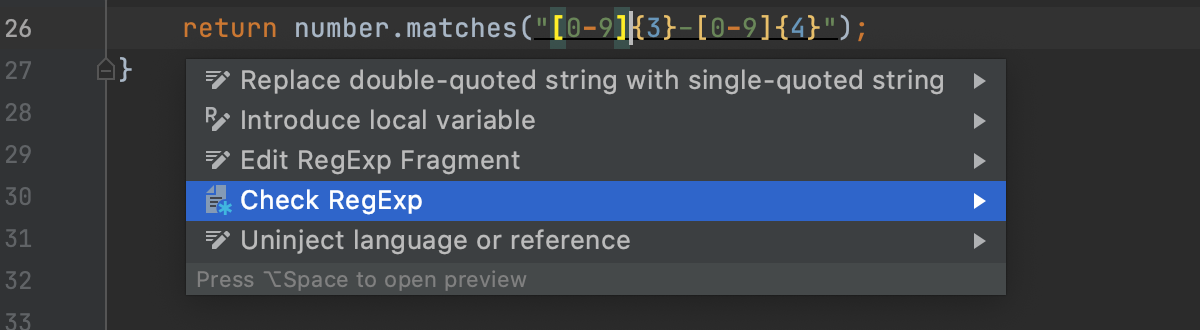 26 return number.matches("[0-9]{3}-[0-9]{4}");
27 }
28
Replace double-quoted string with single-quoted string
Introduce local variable
29
Edit RegExp Fragment
30
Check RegExp
31
Uninject language or reference
32
Press ⌥Space to open preview
33